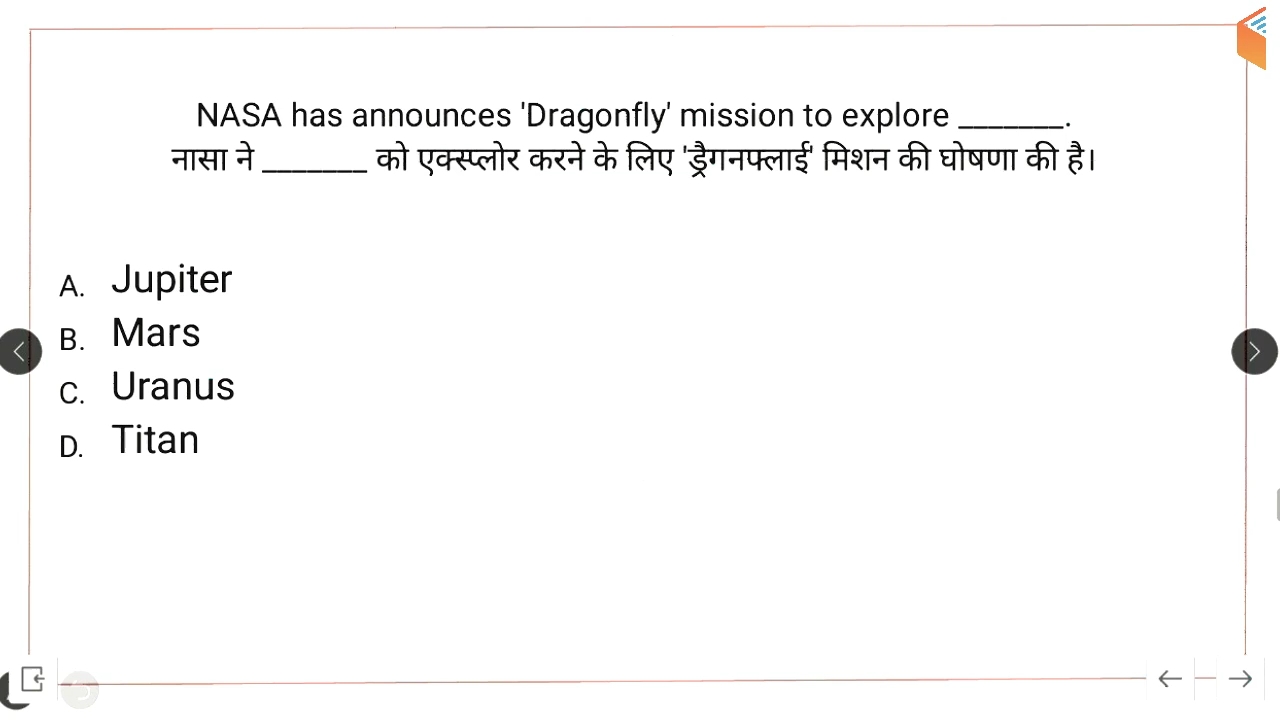 NASA has announces 'Dragonfly' mission to explore _______.
नासा ने _______ को एक्स्प्लोर करने के लिए 'ड्रैगनफ्लाई' मिशन की घोषणा की है।
A. Jupiter
B. Mars
C. Uranus
D. Titan